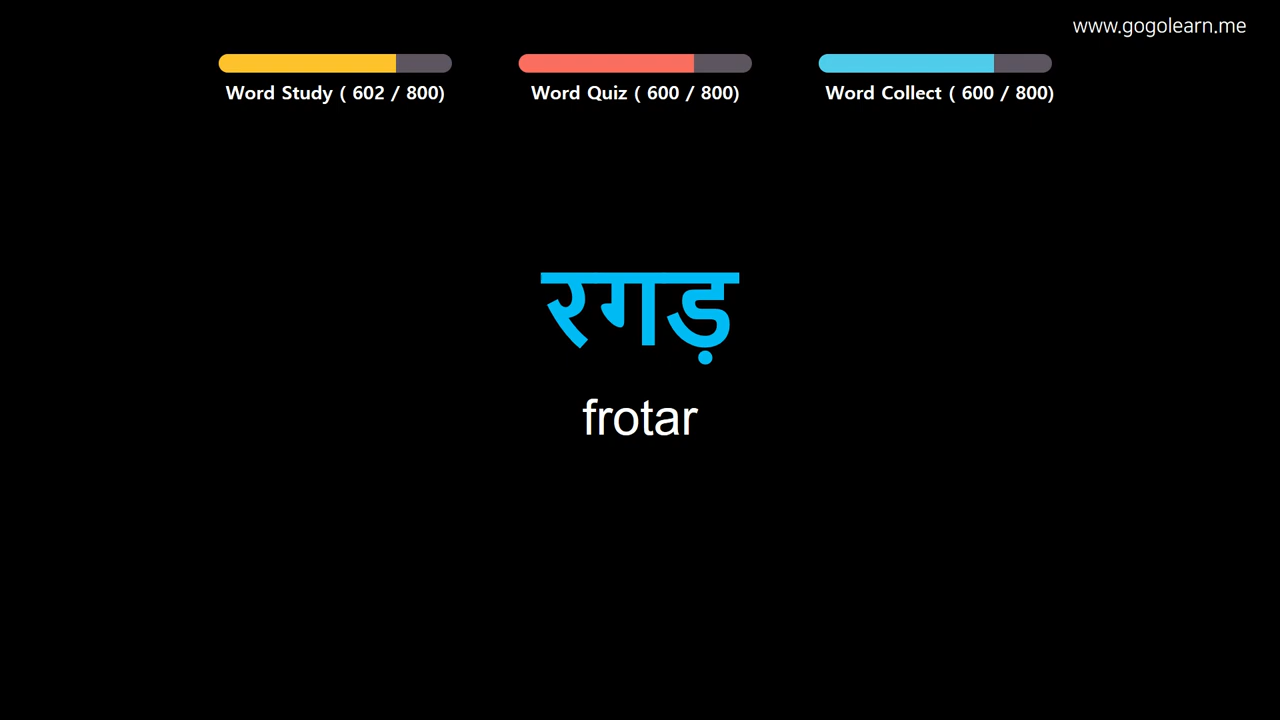 www.gogolearn.me
Word Study ( 602 / 800)
Word Quiz ( 600 / 800)
Word Collect ( 600 / 800)
रगड़
frotar